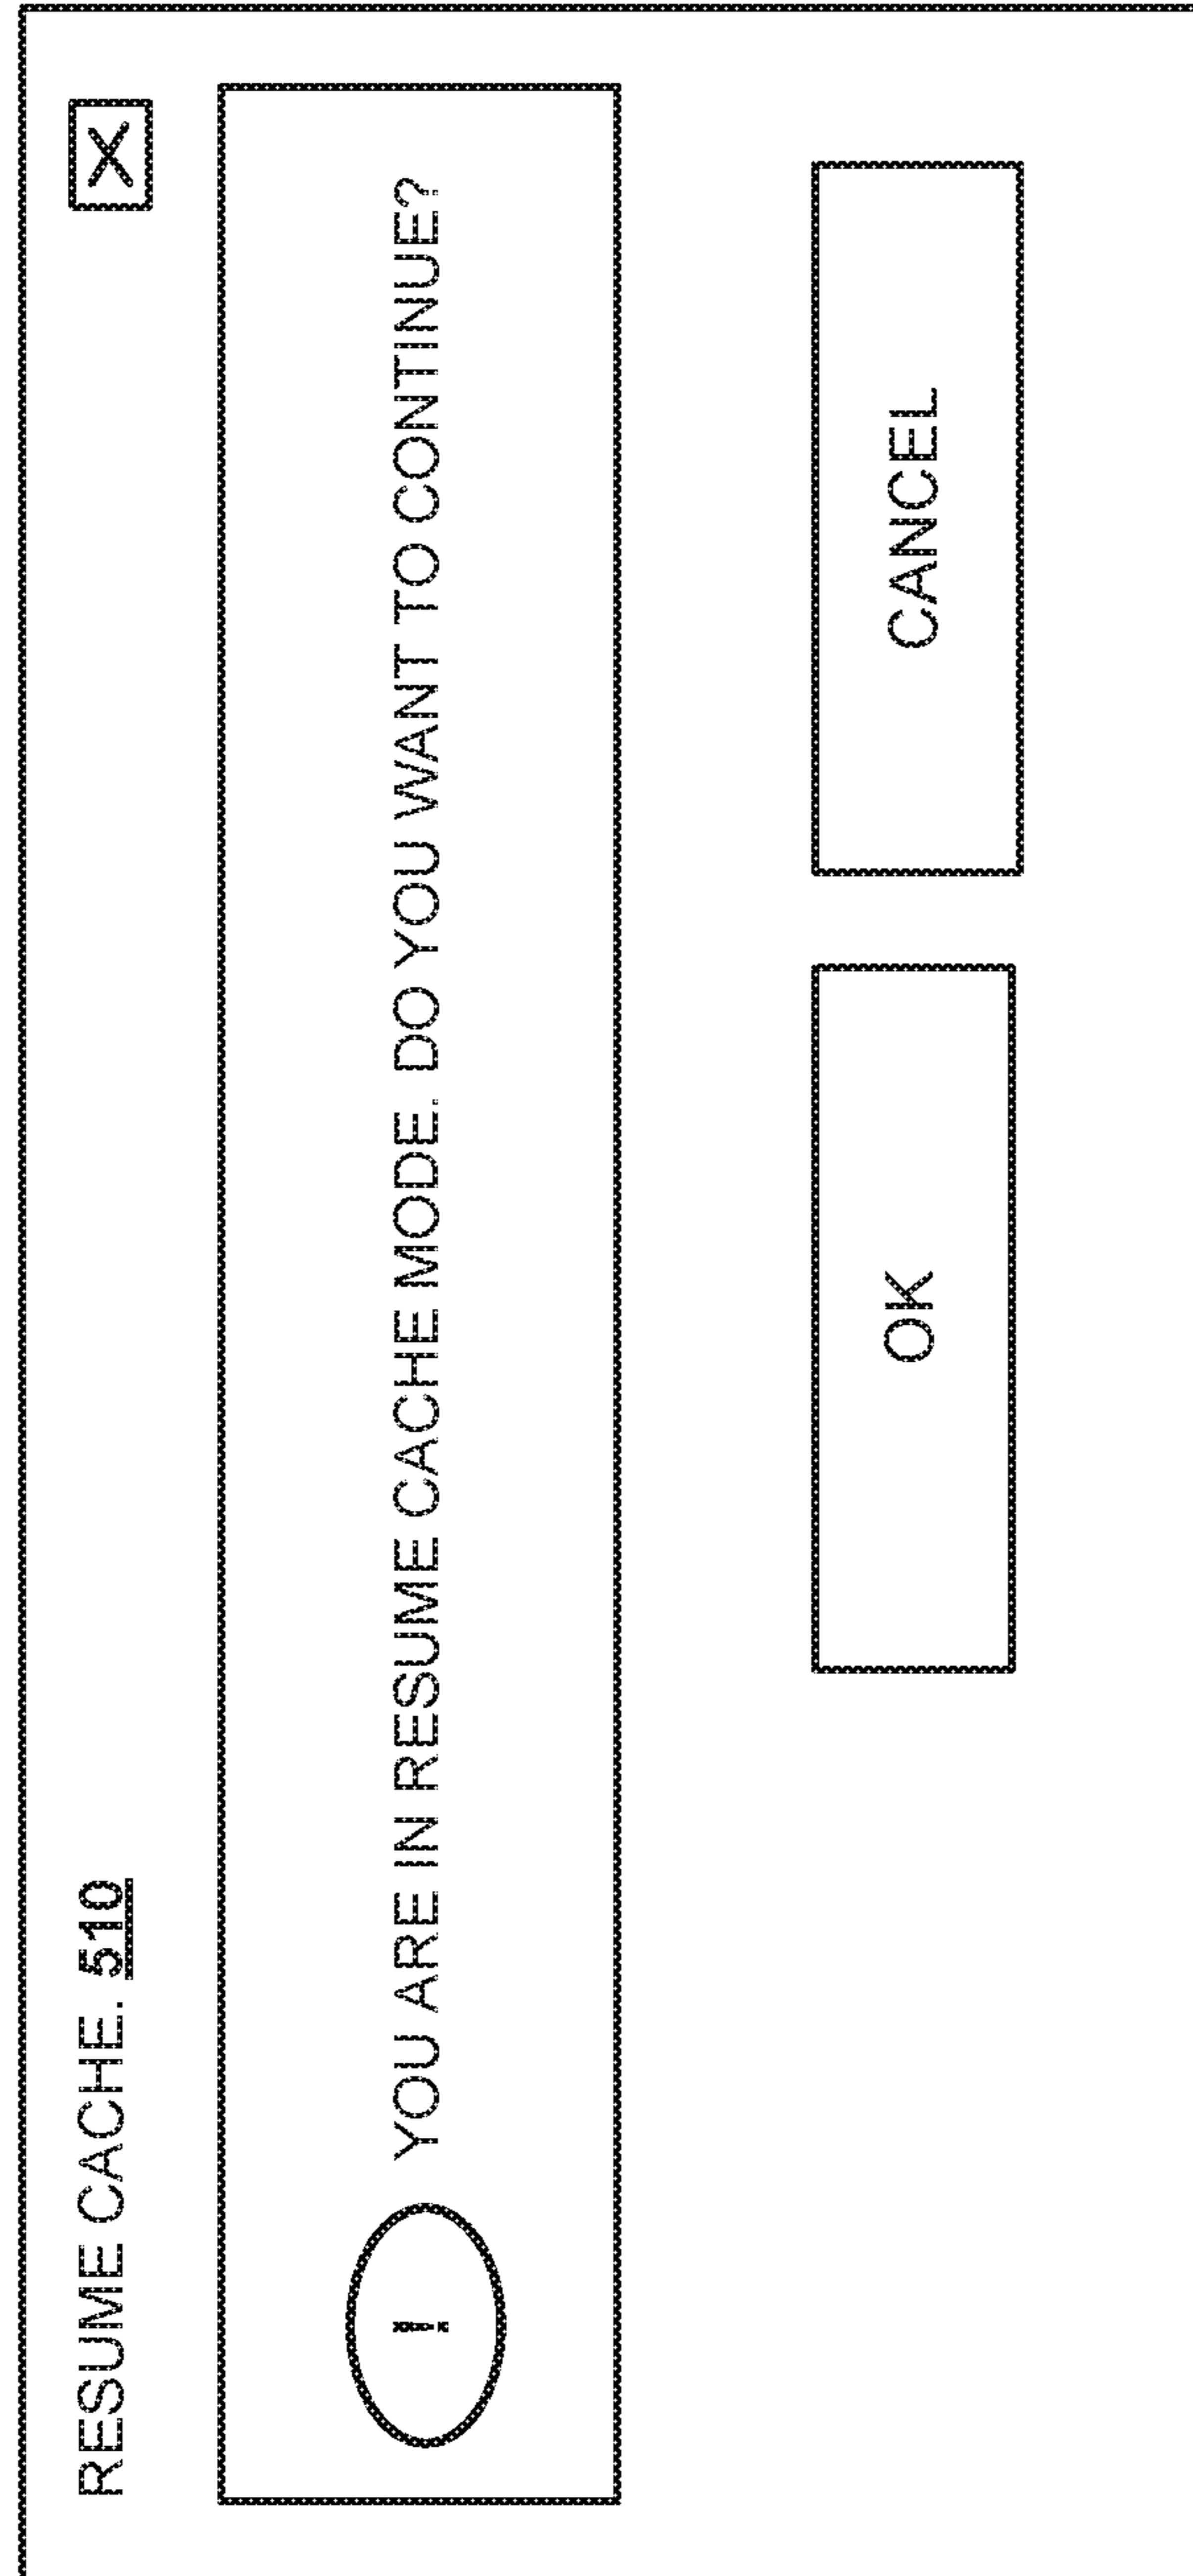 RESUME CACHE. 510
X
! YOU ARE IN RESUME CACHE MODE. DO YOU WANT TO CONTINUE?
OK
CANCEL